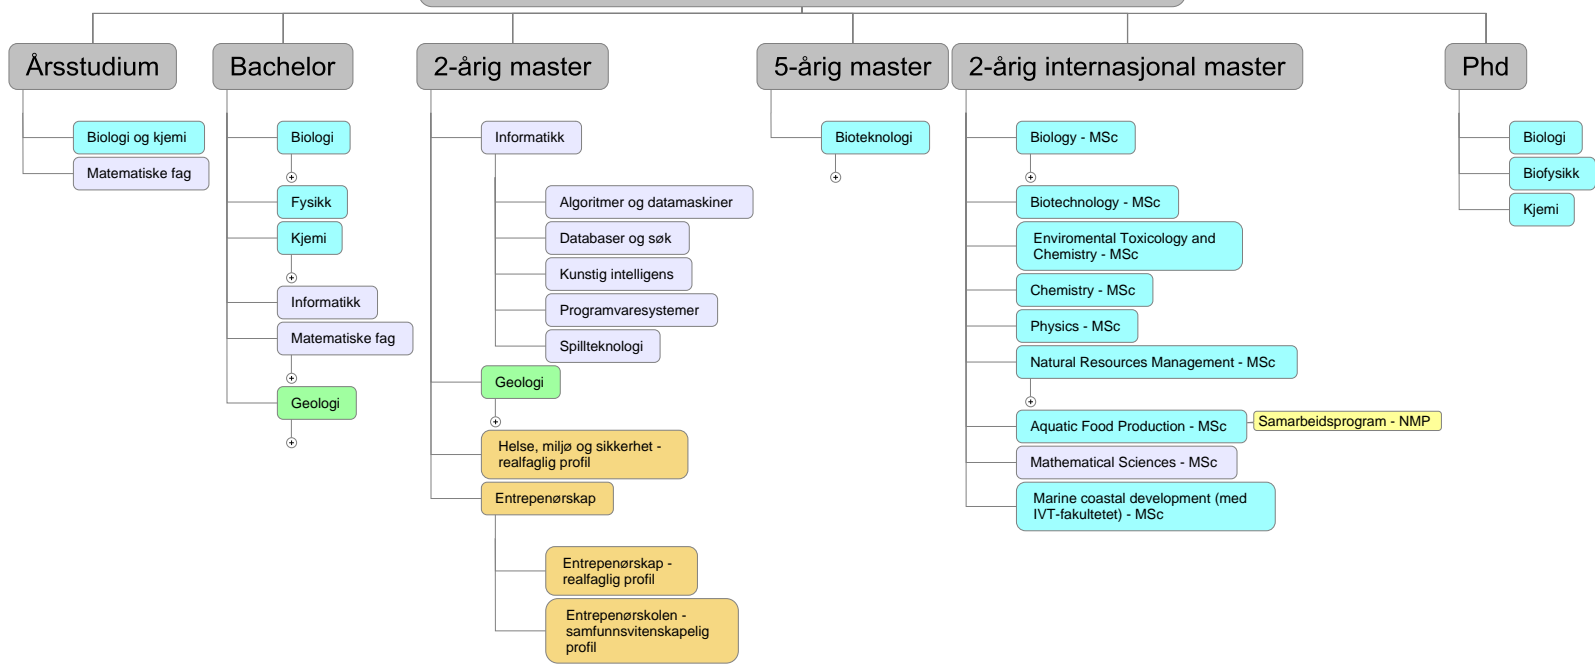 Årsstudium
Biologi og kjemi
Matematiske fag
Bachelor
Biologi
Fysikk
Kjemi
Informatikk
Matematiske fag
Geologi
2-årig master
Informatikk
Algoritmer og datamaskiner
Databaser og søk
Kunstig intelligens
Programvaresystemer
Spillteknologi
Geologi
Helse, miljø og sikkerhet -
realfaglig profil
Entrepenørskap
Entrepenørskap -
realfaglig profil
Entrepenørskolen -
samfunnsvitenskapelig
profil
5-årig master
Bioteknologi
2-årig internasjonal master
Biology - MSc
Biotechnology - MSc
Enviromental Toxicology and
Chemistry - MSc
Chemistry - MSc
Physics - MSc
Natural Resources Management - MSc
Aquatic Food Production - MSc
Samarbeidsprogram - NMP
Mathematical Sciences - MSc
Marine coastal development (med
IVT-fakultetet) - MSc
Phd
Biologi
Biofysikk
Kjemi